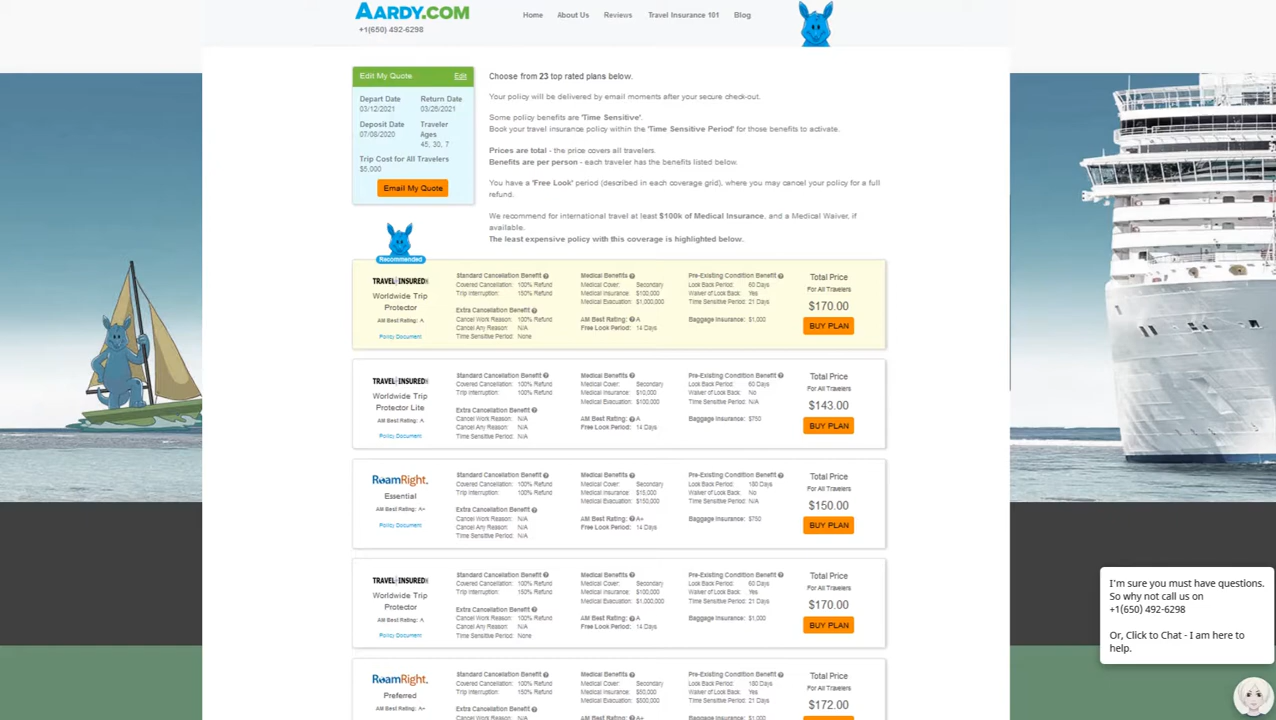 AARDY.COM
+1(650) 492-6298
Home About Us Reviews Travel Insurance 101 Blog
Edit My Quote Edit
Depart Date Return Date
03/12/2021 03/26/2021
Deposit Date Traveler
07/08/2020 Ages
45, 30, 7
Trip Cost for All Travelers
$5,000
Email My Quote
Choose from 23 top rated plans below.
Your policy will be delivered by email moments after your secure check-out.
Some policy benefits are 'Time Sensitive'.
Book your travel insurance policy within the 'Time Sensitive Period' for those benefits to activate.
Prices are total - the price covers all travelers.
Benefits are per person - each traveler has the benefits listed below.
You have a 'Free Look' period (described in each coverage grid), where you may cancel your policy for a full
refund.
We recommend for international travel at least $100k of Medical Insurance, and a Medical Waiver, if
available.
The least expensive policy with this coverage is highlighted below.
Recommended
TRAVEL INSURED
Worldwide Trip
Protector
AM Best Rating: A
Policy Document
Standard Cancellation Benefit
Covered Cancellation: 100% Refund
Trip Interruption: 150% Refund
Extra Cancellation Benefit
Cancel Work Reason: 100% Refund
Cancel Any Reason: N/A
Time Sensitive Period: None
Medical Benefits
Medical Cover: Secondary
Medical Insurance: $100,000
Medical Evacuation: $1,000,000
AM Best Rating: A
Free Look Period: 14 Days
Pre-Existing Condition Benefit
Look Back Period: 60 Days
Waiver of Look Back: Yes
Time Sensitive Period: 21 Days
Baggage Insurance: $1,000
Total Price
For All Travelers
$170.00
BUY PLAN
TRAVEL INSURED
Worldwide Trip
Protector Lite
AM Best Rating: A
Policy Document
Standard Cancellation Benefit
Covered Cancellation: 100% Refund
Trip Interruption: 100% Refund
Extra Cancellation Benefit
Cancel Work Reason: N/A
Cancel Any Reason: N/A
Time Sensitive Period: N/A
Medical Benefits
Medical Cover: Secondary
Medical Insurance: $10,000
Medical Evacuation: $100,000
AM Best Rating: A
Free Look Period: 14 Days
Pre-Existing Condition Benefit
Look Back Period: 60 Days
Waiver of Look Back: No
Time Sensitive Period: N/A
Baggage Insurance: $750
Total Price
For All Travelers
$143.00
BUY PLAN
RoamRight.
Essential
AM Best Rating: A+
Policy Document
Standard Cancellation Benefit
Covered Cancellation: 100% Refund
Trip Interruption: 100% Refund
Extra Cancellation Benefit
Cancel Work Reason: N/A
Cancel Any Reason: N/A
Time Sensitive Period: N/A
Medical Benefits
Medical Cover: Secondary
Medical Insurance: $15,000
Medical Evacuation: $150,000
AM Best Rating: A+
Free Look Period: 14 Days
Pre-Existing Condition Benefit
Look Back Period: 180 Days
Waiver of Look Back: No
Time Sensitive Period: N/A
Baggage Insurance: $750
Total Price
For All Travelers
$150.00
BUY PLAN
TRAVEL INSURED
Worldwide Trip
Protector
AM Best Rating: A
Policy Document
Standard Cancellation Benefit
Covered Cancellation: 100% Refund
Trip Interruption: 150% Refund
Extra Cancellation Benefit
Cancel Work Reason: 100% Refund
Cancel Any Reason: N/A
Time Sensitive Period: None
Medical Benefits
Medical Cover: Secondary
Medical Insurance: $100,000
Medical Evacuation: $1,000,000
AM Best Rating: A
Free Look Period: 14 Days
Pre-Existing Condition Benefit
Look Back Period: 60 Days
Waiver of Look Back: Yes
Time Sensitive Period: 21 Days
Baggage Insurance: $1,000
Total Price
For All Travelers
$170.00
BUY PLAN
RoamRight.
Preferred
AM Best Rating: A+
Standard Cancellation Benefit
Covered Cancellation: 100% Refund
Trip Interruption: 150% Refund
Extra Cancellation Benefit
Cancel Work Reason: N/A
Medical Benefits
Medical Cover: Secondary
Medical Insurance: $50,000
Medical Evacuation: $500,000
AM Best Rating: A+
Pre-Existing Condition Benefit
Look Back Period: 180 Days
Waiver of Look Back: Yes
Time Sensitive Period: 21 Days
Baggage Insurance: $1,000
Total Price
For All Travelers
$172.00
I'm sure you must have questions.
So why not call us on
+1(650) 492-6298
Or, Click to Chat - I am here to
help.